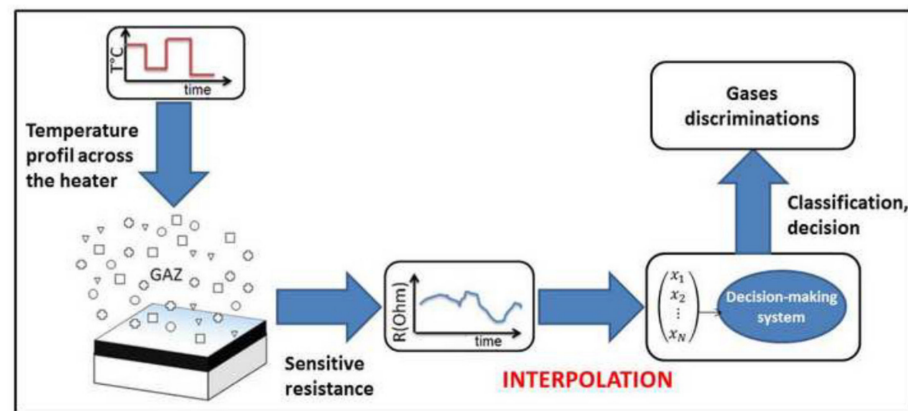 T°C
time
Temperature
profil across
the heater
GAZ
Sensitive
resistance
R(Ohm)
time
INTERPOLATION
x₁
x₂
⋮
x_N
Decision-making
system
Classification,
decision
Gases
discriminations